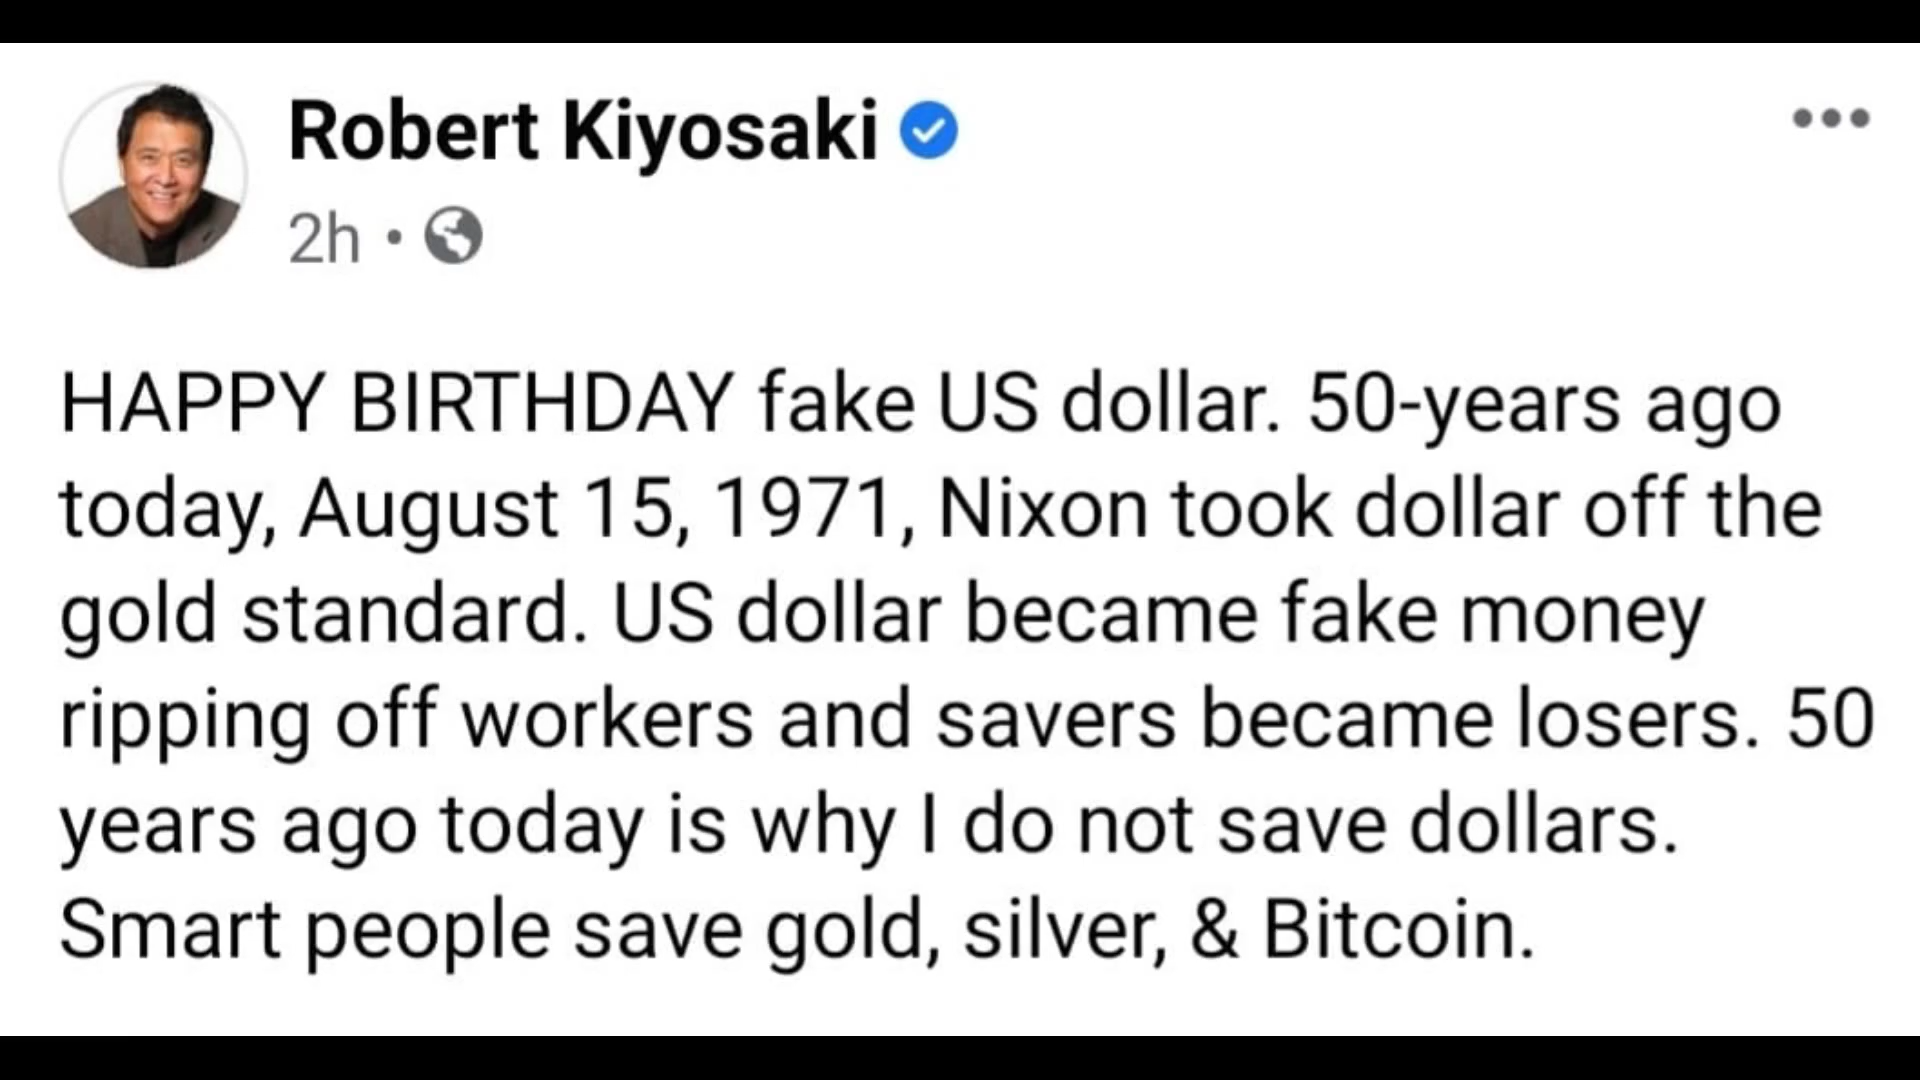 Robert Kiyosaki
2h •
HAPPY BIRTHDAY fake US dollar. 50-years ago
today, August 15, 1971, Nixon took dollar off the
gold standard. US dollar became fake money
ripping off workers and savers became losers. 50
years ago today is why I do not save dollars.
Smart people save gold, silver, & Bitcoin.